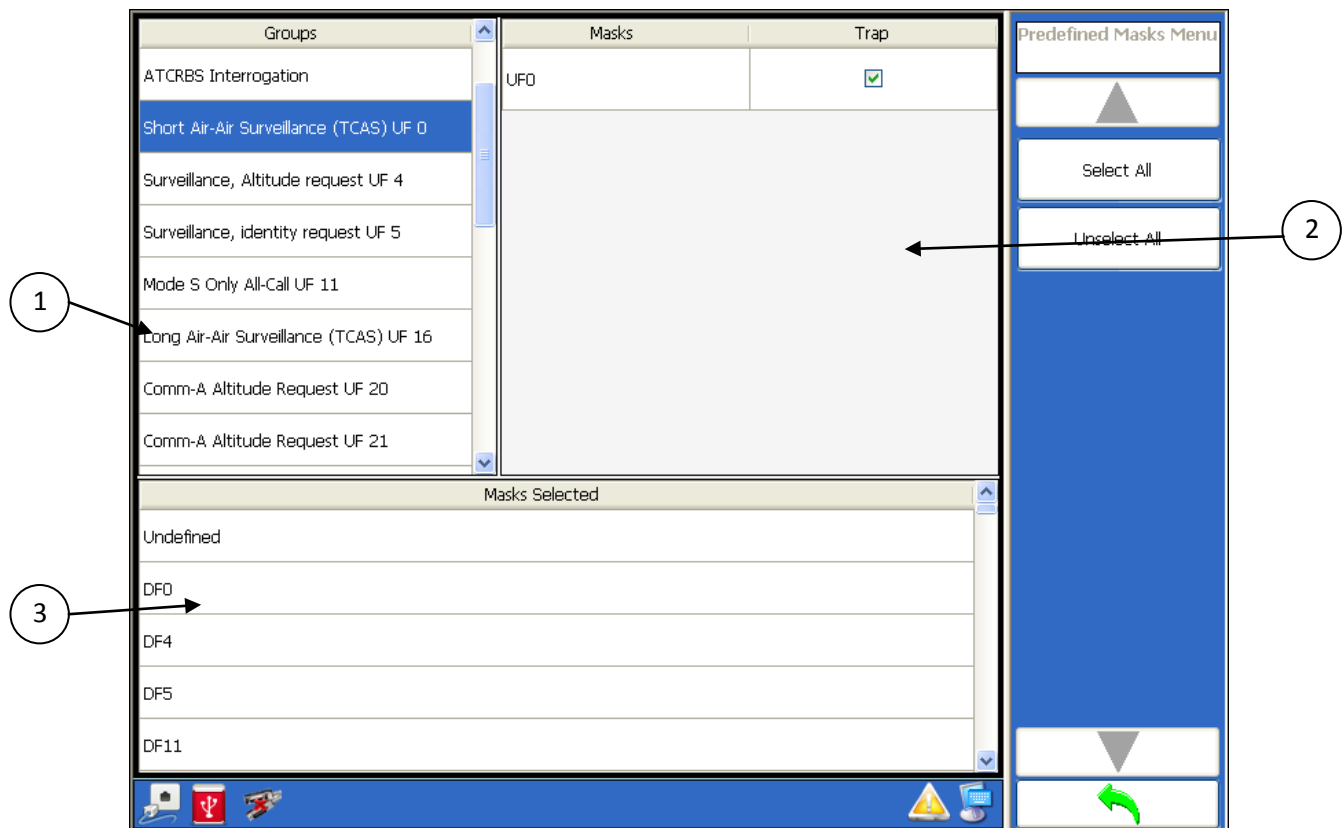 Groups
ATCRBS Interrogation
Short Air-Air Surveillance (TCAS) UF 0
Surveillance, Altitude request UF 4
Surveillance, identity request UF 5
Mode S Only All-Call UF 11
Long Air-Air Surveillance (TCAS) UF 16
Comm-A Altitude Request UF 20
Comm-A Altitude Request UF 21
Masks Trap
UF0
Masks Selected
Undefined
DF0
DF4
DF5
DF11
Predefined Masks Menu
Select All
Unselect All
1
2
3